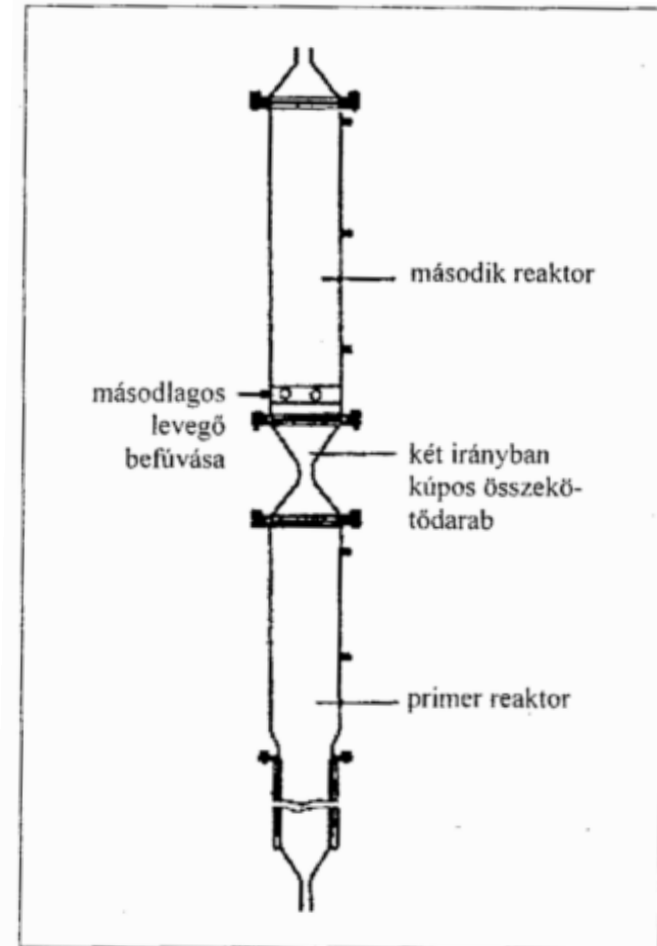 második reaktor
másodlagos
levegő
befúvása
két irányban
kúpos összekö-
tődarab
primer reaktor